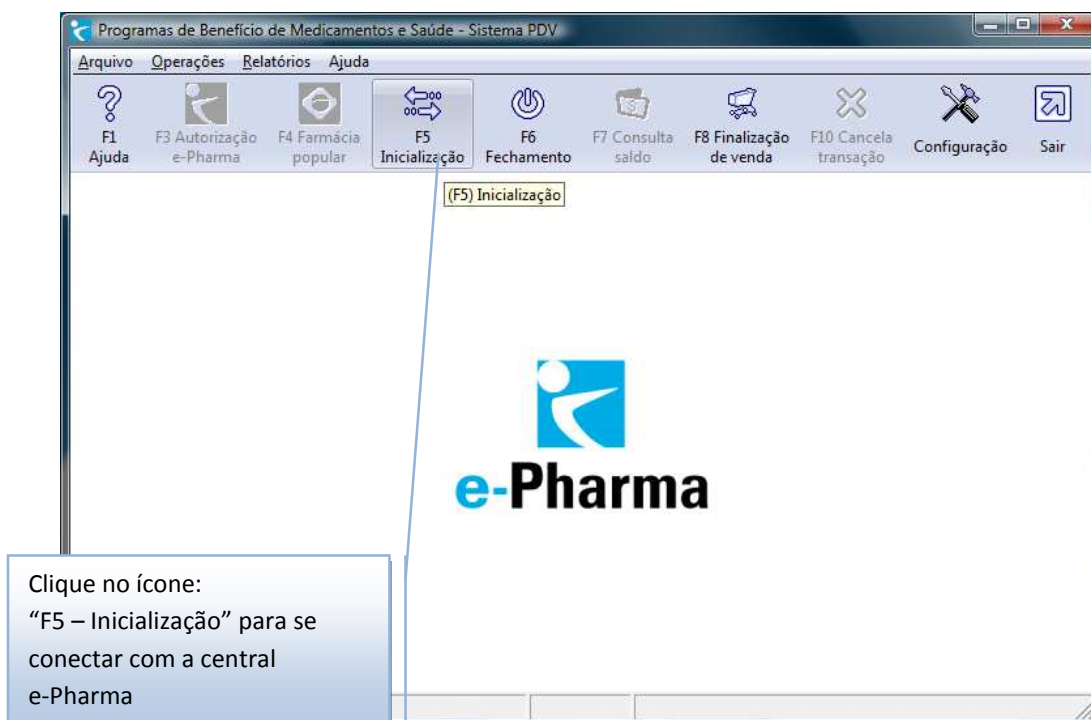 Programas de Benefício de Medicamentos e Saúde - Sistema PDV
Arquivo Operações Relatórios Ajuda
F1
Ajuda
F3 Autorização
e-Pharma
F4 Farmácia
popular
F5
Inicialização
F6
Fechamento
F7 Consulta
saldo
F8 Finalização
de venda
F10 Cancela
transação
Configuração
Sair
(F5) Inicialização
e-Pharma
Clique no ícone:
“F5 – Inicialização” para se
conectar com a central
e-Pharma